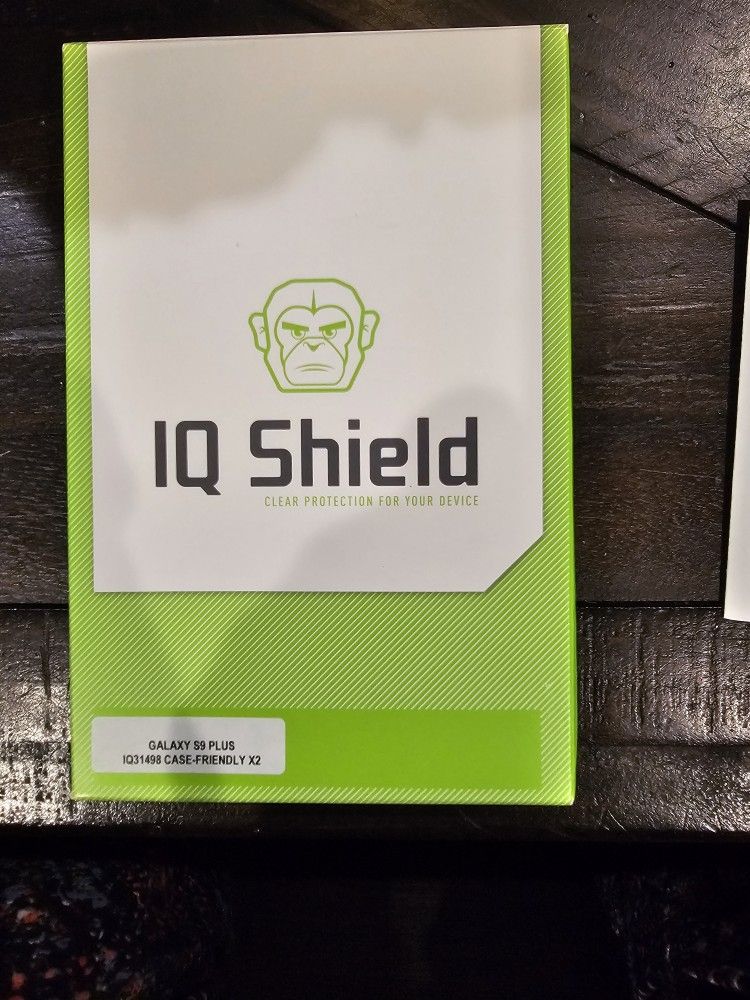 IQ Shield
CLEAR PROTECTION FOR YOUR DEVICE
GALAXY S9 PLUS
IQ31498 CASE-FRIENDLY X2